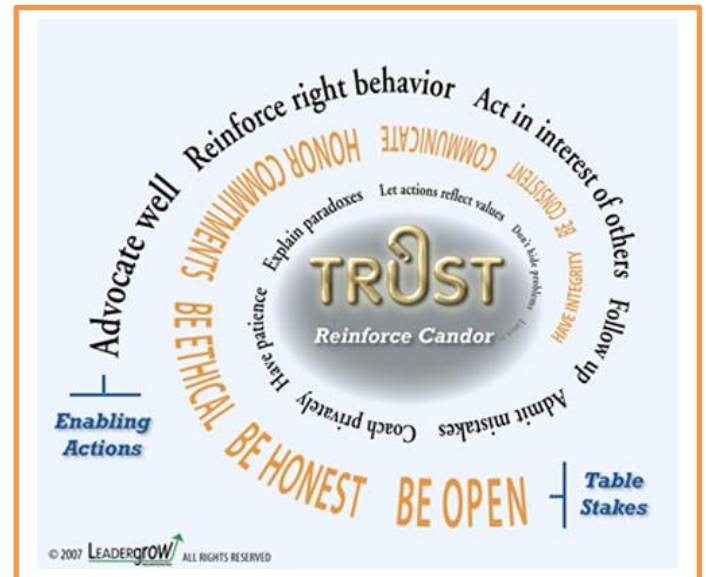 Advocate well
Reinforce right behavior
Act in interest of others
Follow up
Admit mistakes
Coach privately
Have patience
Explain paradoxes
Let actions reflect values
Don't hide problems
BE OPEN
BE HONEST
BE ETHICAL
HONOR COMMITMENTS
COMMUNICATE
BE CONSISTENT
HAVE INTEGRITY
TRUST
Reinforce Candor
Enabling
Actions
Table
Stakes
© 2007 LEADERgrow ALL RIGHTS RESERVED